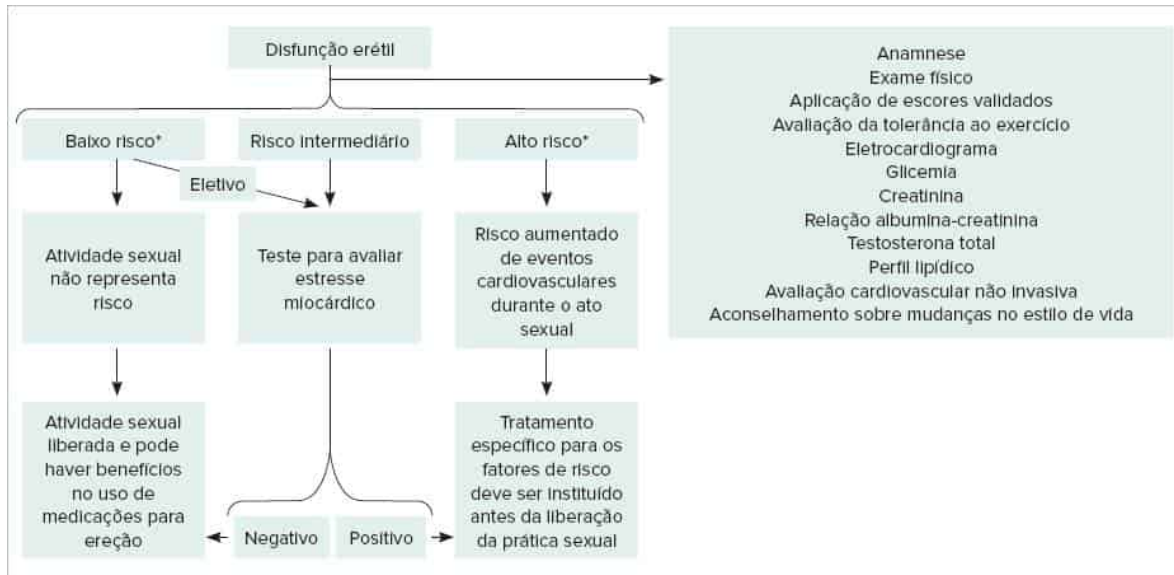 Disfunção erétil
Anamnese
Exame físico
Aplicação de escores validados
Avaliação da tolerância ao exercício
Eletrocardiograma
Glicemia
Creatinina
Relação albumina-creatinina
Testosterona total
Perfil lipídico
Avaliação cardiovascular não invasiva
Aconselhamento sobre mudanças no estilo de vida
Baixo risco*
Risco intermediário
Alto risco*
Eletivo
Atividade sexual
não representa
risco
Teste para avaliar
estresse
miocárdico
Risco aumentado
de eventos
cardiovasculares
durante o ato
sexual
Atividade sexual
liberada e pode
haver benefícios
no uso de
medicações para
ereção
Negativo
Positivo
Tratamento
específico para os
fatores de risco
deve ser instituído
antes da liberação
da prática sexual